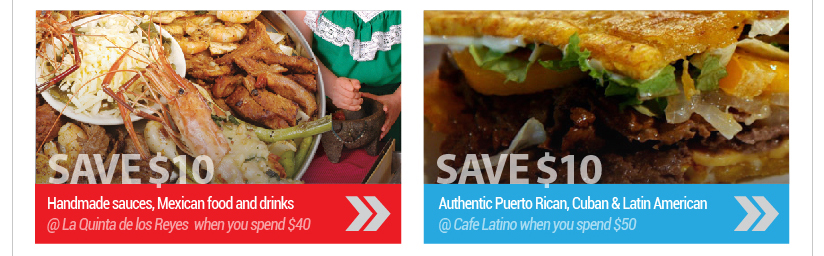 SAVE $10
Handmade sauces, Mexican food and drinks
@ La Quinta de los Reyes when you spend $40
SAVE $10
Authentic Puerto Rican, Cuban & Latin American
@ Cafe Latino when you spend $50